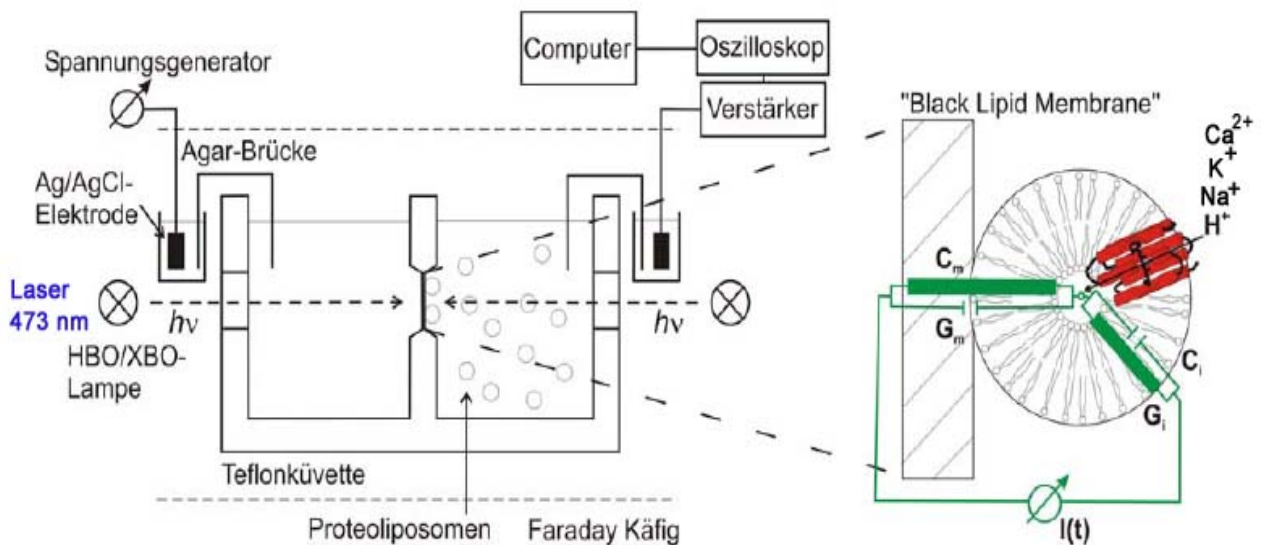 Computer
Oszilloskop
Verstärker
Spannungsgenerator
Agar-Brücke
Ag/AgCl-
Elektrode
Laser
473 nm
hν
hν
HBO/XBO-
Lampe
Teflonküvette
Proteoliposomen
Faraday Käfig
"Black Lipid Membrane"
Ca²⁺
K⁺
Na⁺
H⁺
Cₘ
Gₘ
Cᵢ
Gᵢ
I(t)